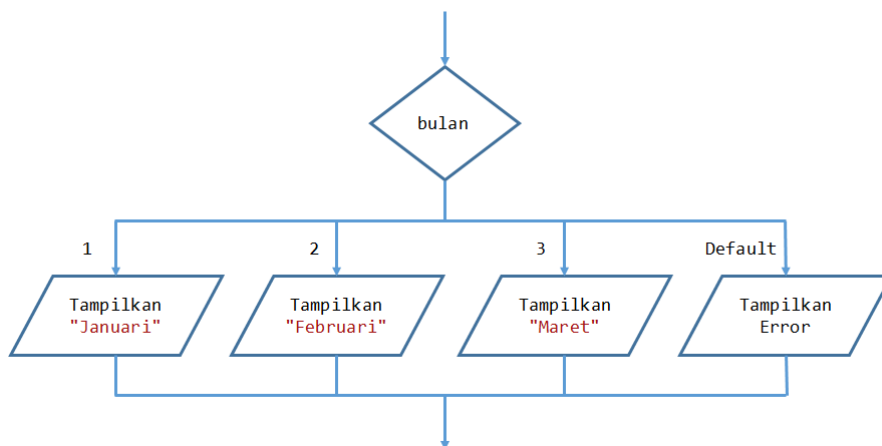 bulan
1
2
3
Default
Tampilkan
"Januari"
Tampilkan
"Februari"
Tampilkan
"Maret"
Tampilkan
Error